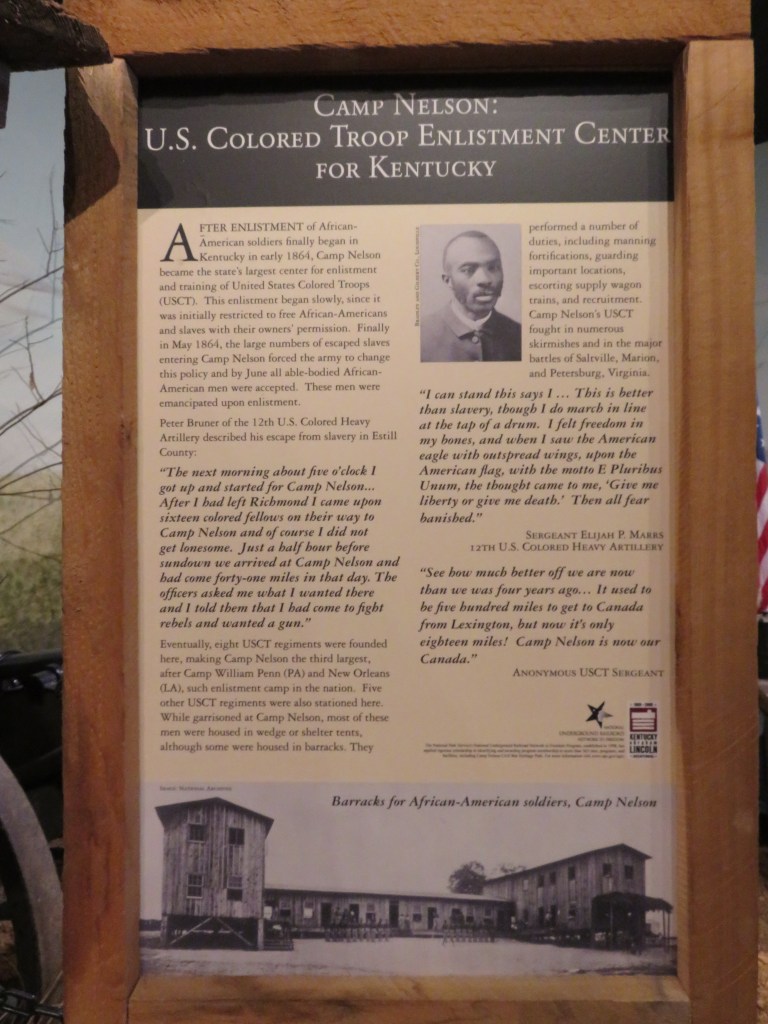 CAMP NELSON:
U.S. COLORED TROOP ENLISTMENT CENTER
FOR KENTUCKY
AFTER ENLISTMENT of African-
American soldiers finally began in
Kentucky in early 1864, Camp Nelson
became the state's largest center for enlistment
and training of United States Colored Troops
(USCT). This enlistment began slowly, since it
was initially restricted to free African-Americans
and slaves with their owners' permission. Finally
in May 1864, the large numbers of escaped slaves
entering Camp Nelson forced the army to change
this policy and by June all able-bodied African-
American men were accepted. These men were
emancipated upon enlistment.
Peter Bruner of the 12th U.S. Colored Heavy
Artillery described his escape from slavery in Estill
County:
"The next morning about five o'clock I
got up and started for Camp Nelson...
After I had left Richmond I came upon
sixteen colored fellows on their way to
Camp Nelson and of course I did not
get lonesome. Just a half hour before
sundown we arrived at Camp Nelson and
had come forty-one miles in that day. The
officers asked me what I wanted there
and I told them that I had come to fight
rebels and wanted a gun."
Eventually, eight USCT regiments were founded
here, making Camp Nelson the third largest,
after Camp William Penn (PA) and New Orleans
(LA), such enlistment camp in the nation. Five
other USCT regiments were also stationed here.
While garrisoned at Camp Nelson, most of these
men were housed in wedge or shelter tents,
although some were housed in barracks. They
performed a number of
duties, including manning
fortifications, guarding
important locations,
escorting supply wagon
trains, and recruitment.
Camp Nelson's USCT
fought in numerous
skirmishes and in the major
battles of Saltville, Marion,
and Petersburg, Virginia.
"I can stand this says I ... This is better
than slavery, though I do march in line
at the tap of a drum. I felt freedom in
my bones, and when I saw the American
eagle with outspread wings, upon the
American flag, with the motto E Pluribus
Unum, the thought came to me, 'Give me
liberty or give me death.' Then all fear
banished."
SERGEANT ELIJAH P. MARRS
12TH U.S. COLORED HEAVY ARTILLERY
"See how much better off we are now
than we was four years ago... It used to
be five hundred miles to get to Canada
from Lexington, but now it's only
eighteen miles! Camp Nelson is now our
Canada."
ANONYMOUS USCT SERGEANT
NATIONAL
UNDERGROUND RAILROAD
NETWORK TO FREEDOM
KENTUCKY
ABRAHAM
LINCOLN
Barracks for African-American soldiers, Camp Nelson